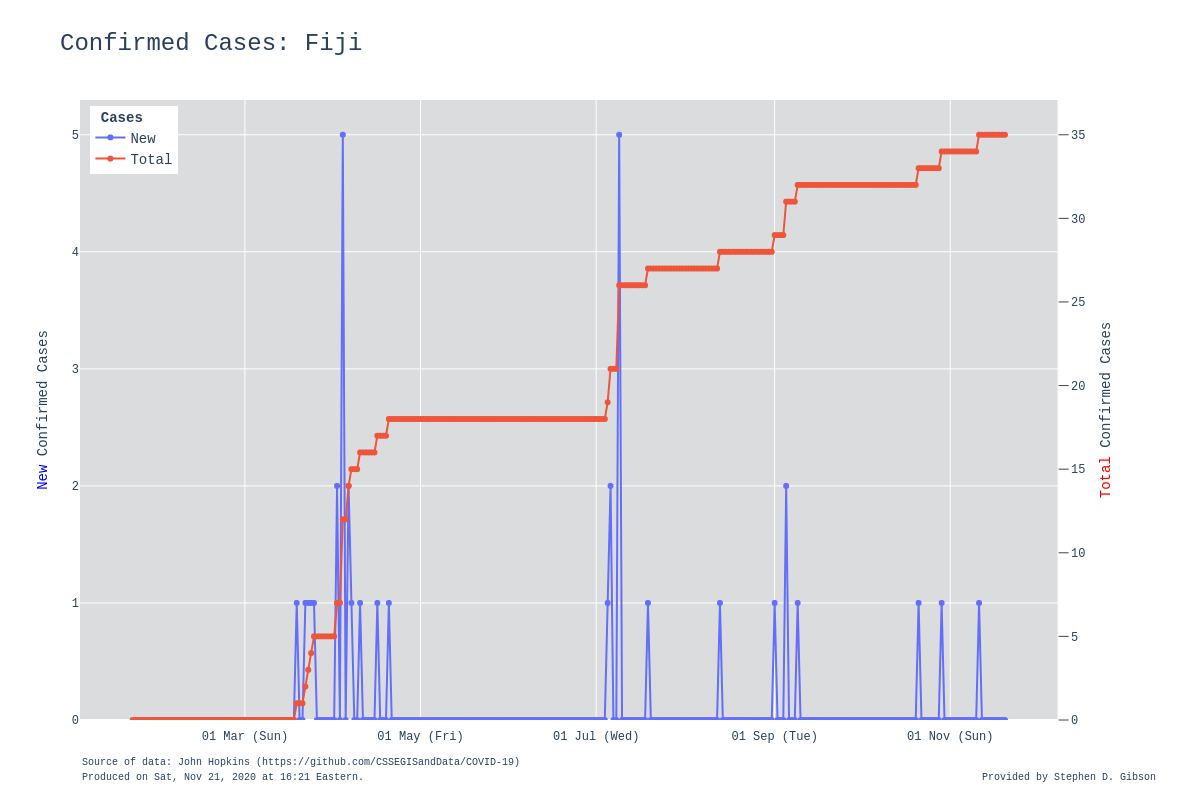 Confirmed Cases: Fiji
Cases
New
Total
5
4
3
2
1
0
35
30
25
20
15
10
5
0
New Confirmed Cases
Total Confirmed Cases
01 Mar (Sun)
01 May (Fri)
01 Jul (Wed)
01 Sep (Tue)
01 Nov (Sun)
Source of data: John Hopkins (https://github.com/CSSEGISandData/COVID-19)
Produced on Sat, Nov 21, 2020 at 16:21 Eastern.
Provided by Stephen D. Gibson